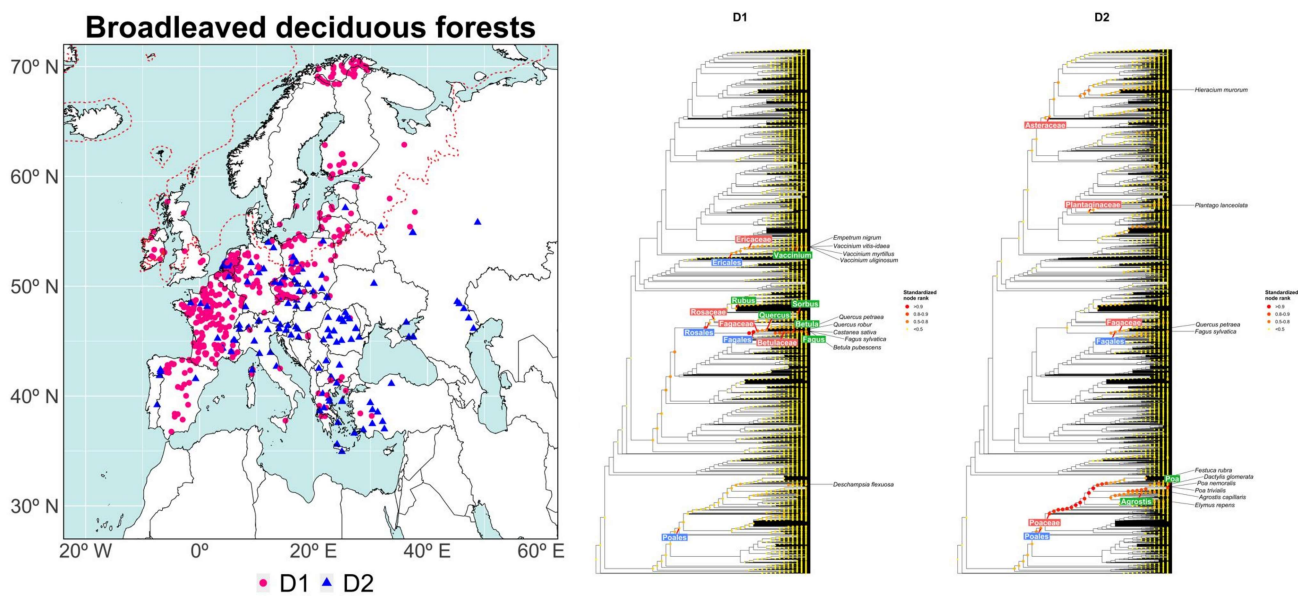 Broadleaved deciduous forests
70° N
60° N
50° N
40° N
30° N
20° W
0°
20° E
40° E
60° E
D1
D2
D1
Ericaceae
Ericales
Vaccinium
Empetrum nigrum
Vaccinium vitis-idaea
Vaccinium myrtillus
Vaccinium uliginosum
Rubus
Sorbus
Rosaceae
Quercus
Rosales
Fagaceae
Betula
Fagales
Betulaceae
Fagus
Quercus petraea
Quercus robur
Castanea sativa
Fagus sylvatica
Betula pubescens
Deschampsia flexuosa
Poales
Standardized
node rank
>0.9
0.8-0.9
0.5-0.8
<0.5
D2
Hieracium murorum
Asteraceae
Plantaginaceae
Plantago lanceolata
Fagaceae
Fagales
Quercus petraea
Fagus sylvatica
Festuca rubra
Dactylis glomerata
Poa
Poa nemoralis
Poa trivialis
Agrostis capillaris
Agrostis
Elymus repens
Poaceae
Poales
Standardized
node rank
>0.9
0.8-0.9
0.5-0.8
<0.5